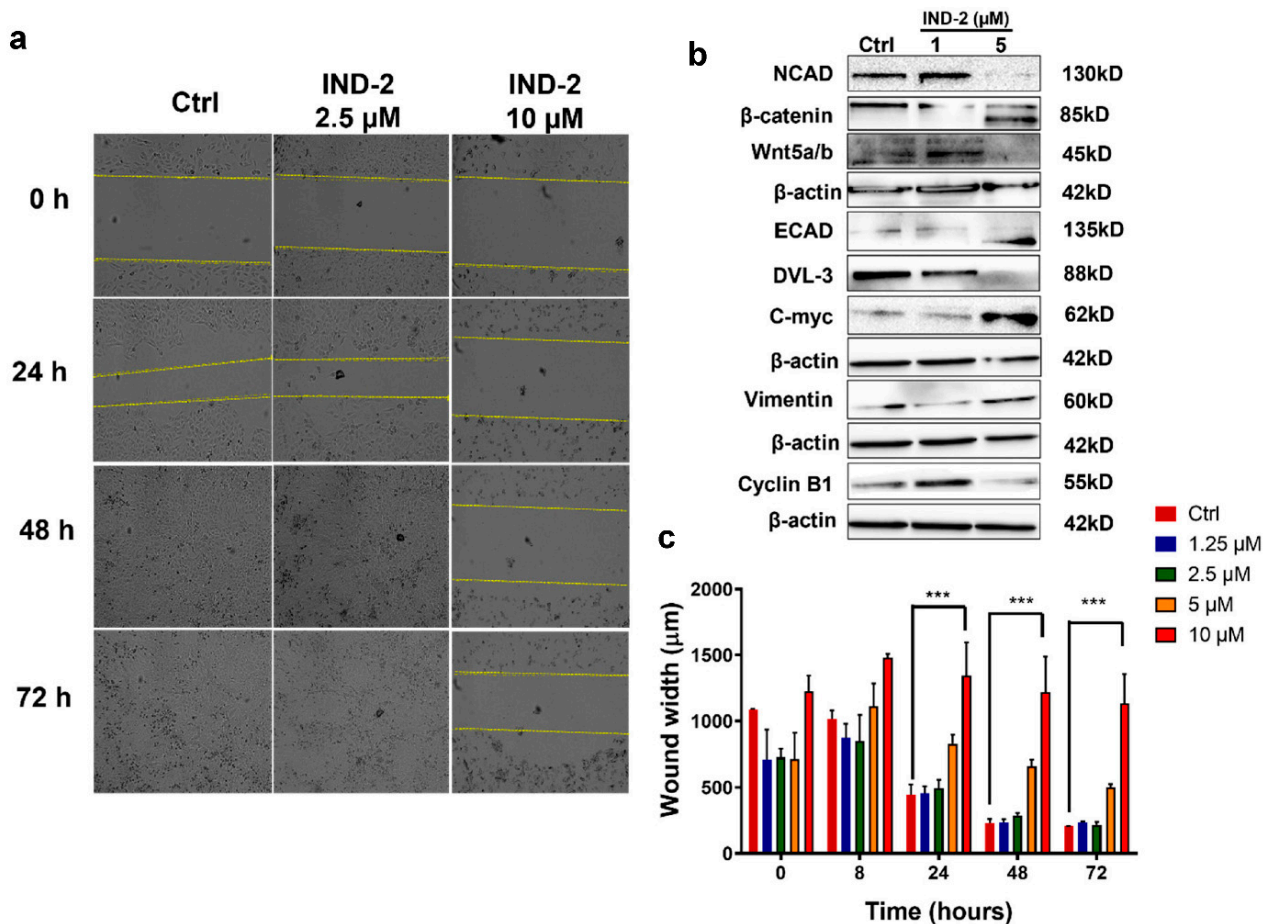 a
Ctrl
IND-2
2.5 µM
IND-2
10 µM
0 h
24 h
48 h
72 h
b
IND-2 (µM)
Ctrl 1 5
NCAD 130kD
β-catenin 85kD
Wnt5a/b 45kD
β-actin 42kD
ECAD 135kD
DVL-3 88kD
C-myc 62kD
β-actin 42kD
Vimentin 60kD
β-actin 42kD
Cyclin B1 55kD
β-actin 42kD
c
Ctrl
1.25 µM
2.5 µM
5 µM
10 µM
Wound width (µm)
2000
1500
1000
500
0
*** *** ***
0 8 24 48 72
Time (hours)